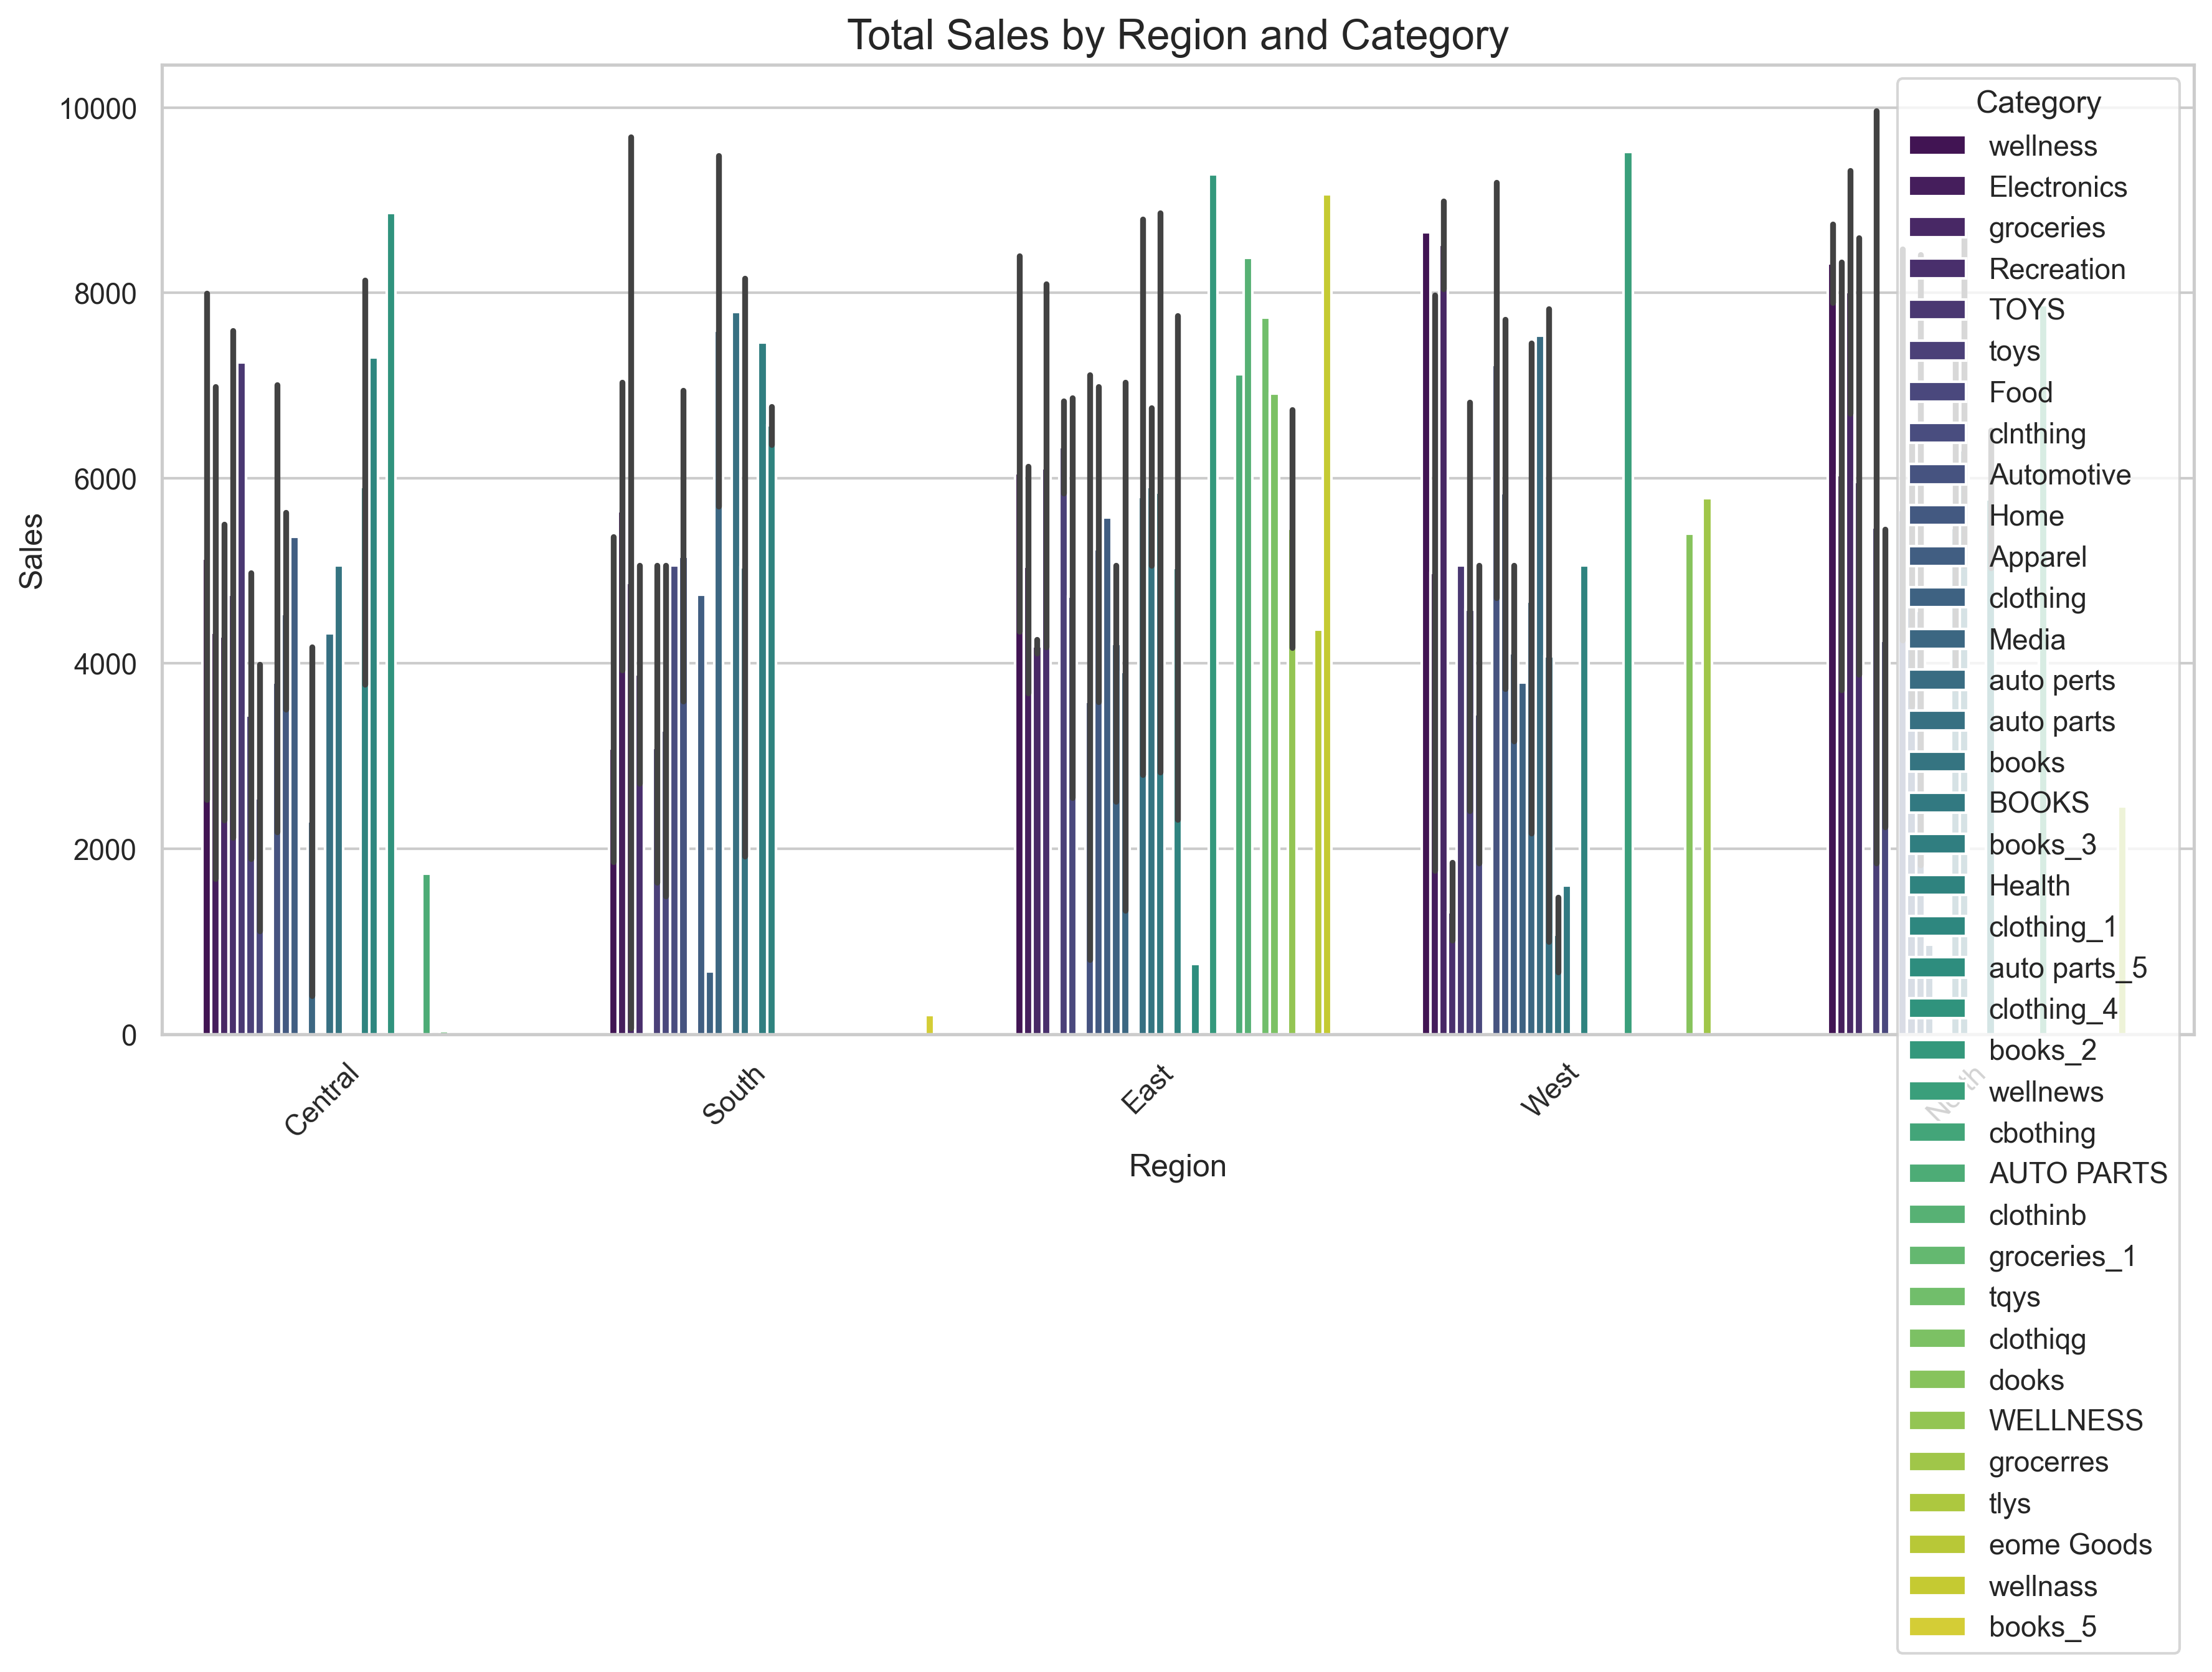 Total Sales by Region and Category
10000
8000
6000
4000
2000
0
Sales
Central
South
East
West
North
Region
Category
wellness
Electronics
groceries
Recreation
TOYS
toys
Food
clnthing
Automotive
Home
Apparel
clothing
Media
auto perts
auto parts
books
BOOKS
books_3
Health
clothing_1
auto parts_5
clothing_4
books_2
wellnews
cbothing
AUTO PARTS
clothinb
groceries_1
tqys
clothiqg
dooks
WELLNESS
grocerres
tlys
eome Goods
wellnass
books_5